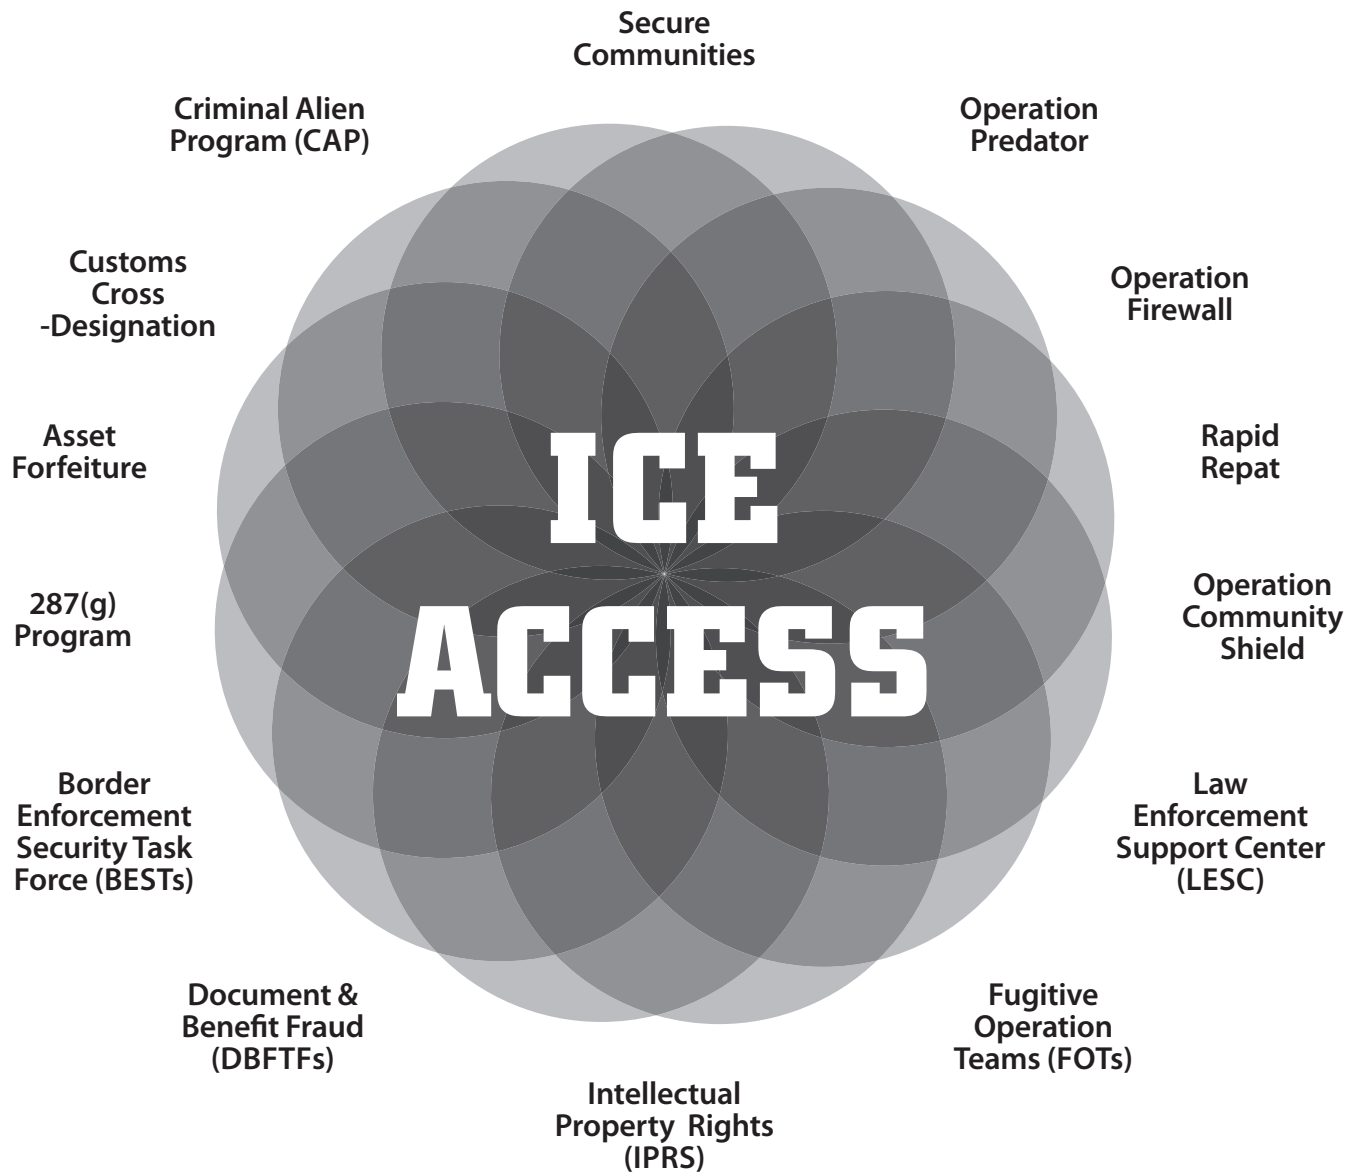 Secure
Communities
Criminal Alien
Program (CAP)
Operation
Predator
Customs
Cross
-Designation
Operation
Firewall
Asset
Forfeiture
Rapid
Repat
ICE
ACCESS
287(g)
Program
Operation
Community
Shield
Border
Enforcement
Security Task
Force (BESTs)
Law
Enforcement
Support Center
(LESC)
Document &
Benefit Fraud
(DBFTFs)
Fugitive
Operation
Teams (FOTs)
Intellectual
Property Rights
(IPRS)